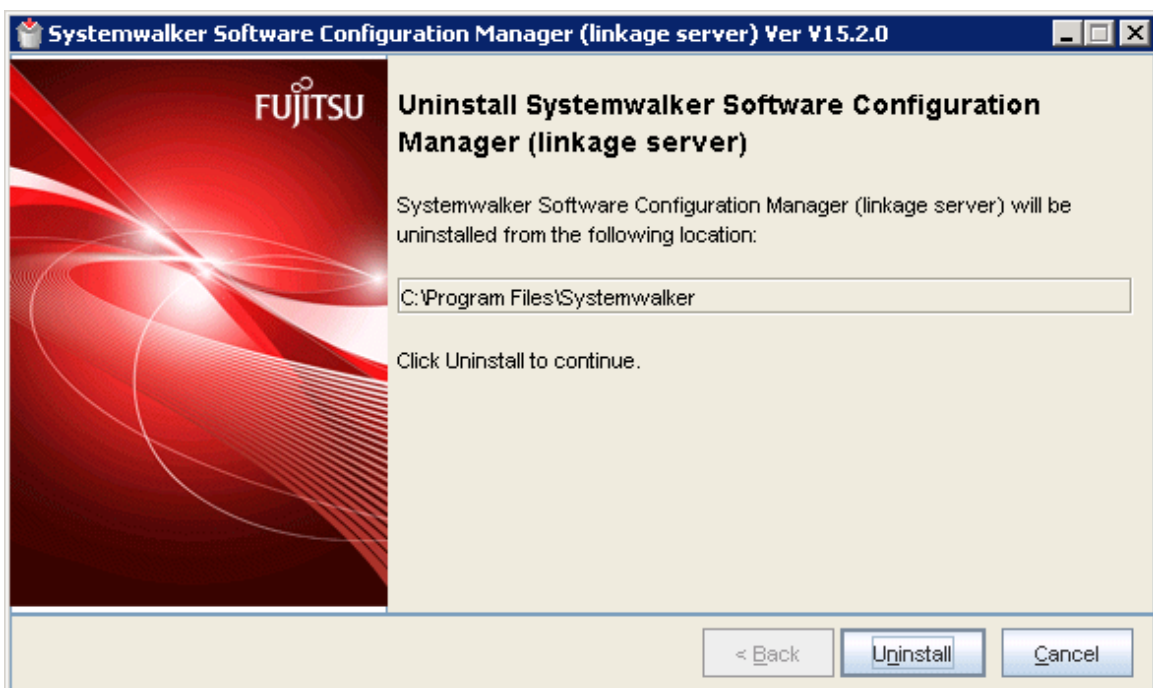 Systemwalker Software Configuration Manager (linkage server) Ver V15.2.0
FUJITSU
Uninstall Systemwalker Software Configuration
Manager (linkage server)
Systemwalker Software Configuration Manager (linkage server) will be
uninstalled from the following location:
C:\Program Files\Systemwalker
Click Uninstall to continue.
< Back
Uninstall
Cancel